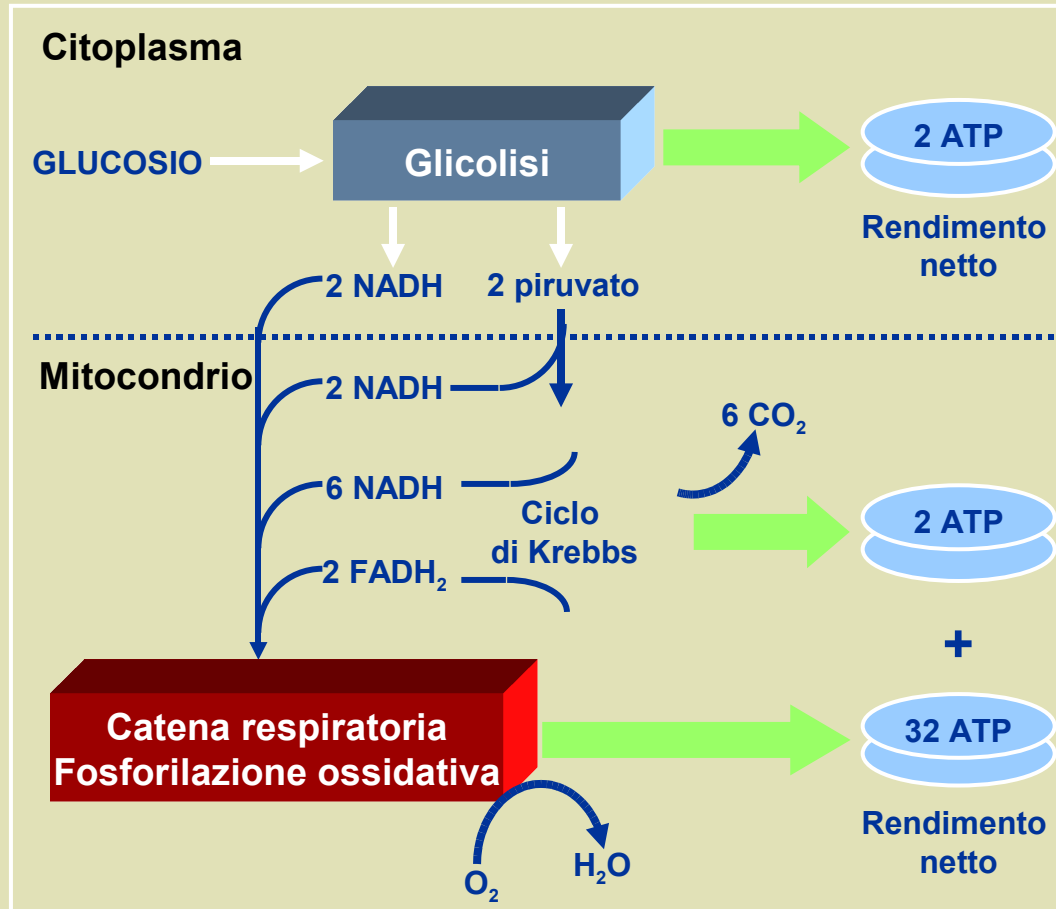 Citoplasma
GLUCOSIO
Glicolisi
2 ATP
Rendimento
netto
2 NADH
2 piruvato
Mitocondrio
2 NADH
6 CO₂
6 NADH
Ciclo
di Krebbs
2 ATP
2 FADH₂
+
Catena respiratoria
Fosforilazione ossidativa
32 ATP
Rendimento
netto
O₂
H₂O